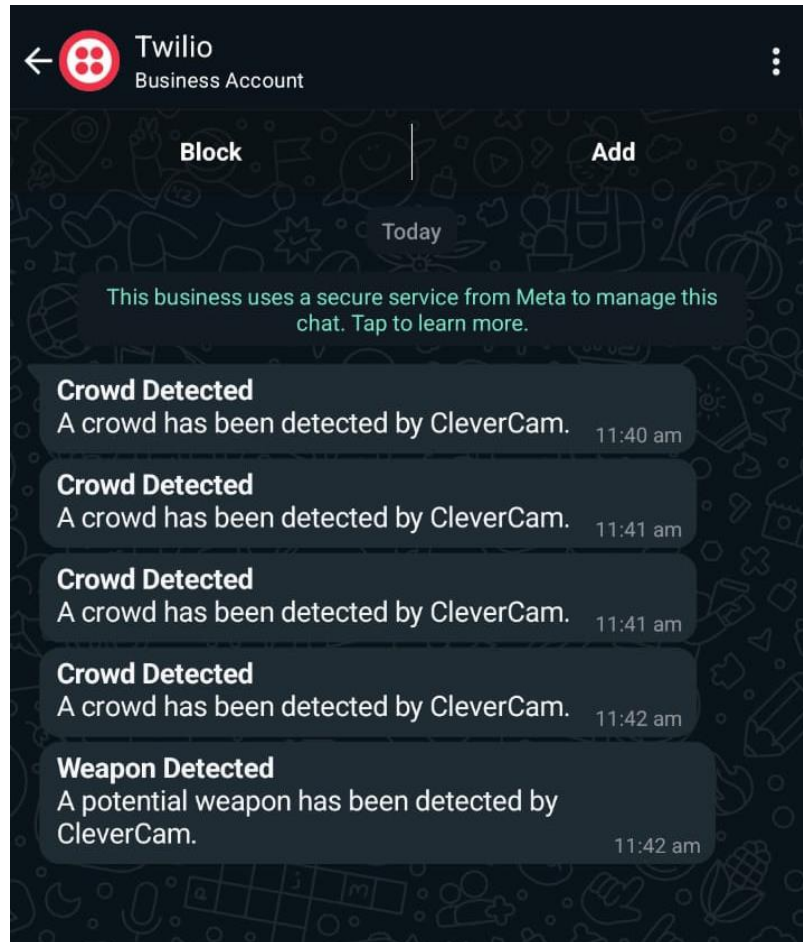 Twilio
Business Account
Block
Add
Today
This business uses a secure service from Meta to manage this
chat. Tap to learn more.
Crowd Detected
A crowd has been detected by CleverCam.
11:40 am
Crowd Detected
A crowd has been detected by CleverCam.
11:41 am
Crowd Detected
A crowd has been detected by CleverCam.
11:41 am
Crowd Detected
A crowd has been detected by CleverCam.
11:42 am
Weapon Detected
A potential weapon has been detected by
CleverCam.
11:42 am